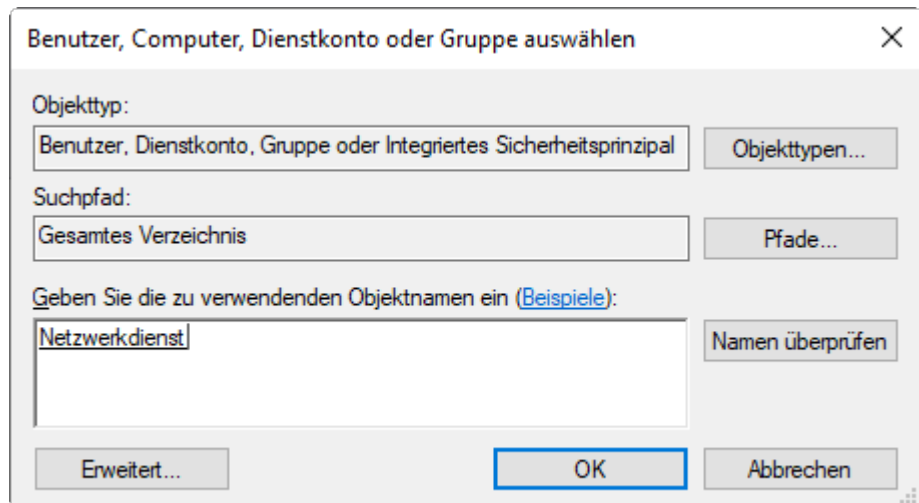 Benutzer, Computer, Dienstkonto oder Gruppe auswählen
Objekttyp:
Benutzer, Dienstkonto, Gruppe oder Integriertes Sicherheitsprinzipal
Objekttypen...
Suchpfad:
Gesamtes Verzeichnis
Pfade...
Geben Sie die zu verwendenden Objektnamen ein (Beispiele):
Netzwerkdienst
Namen überprüfen
Erweitert...
OK
Abbrechen